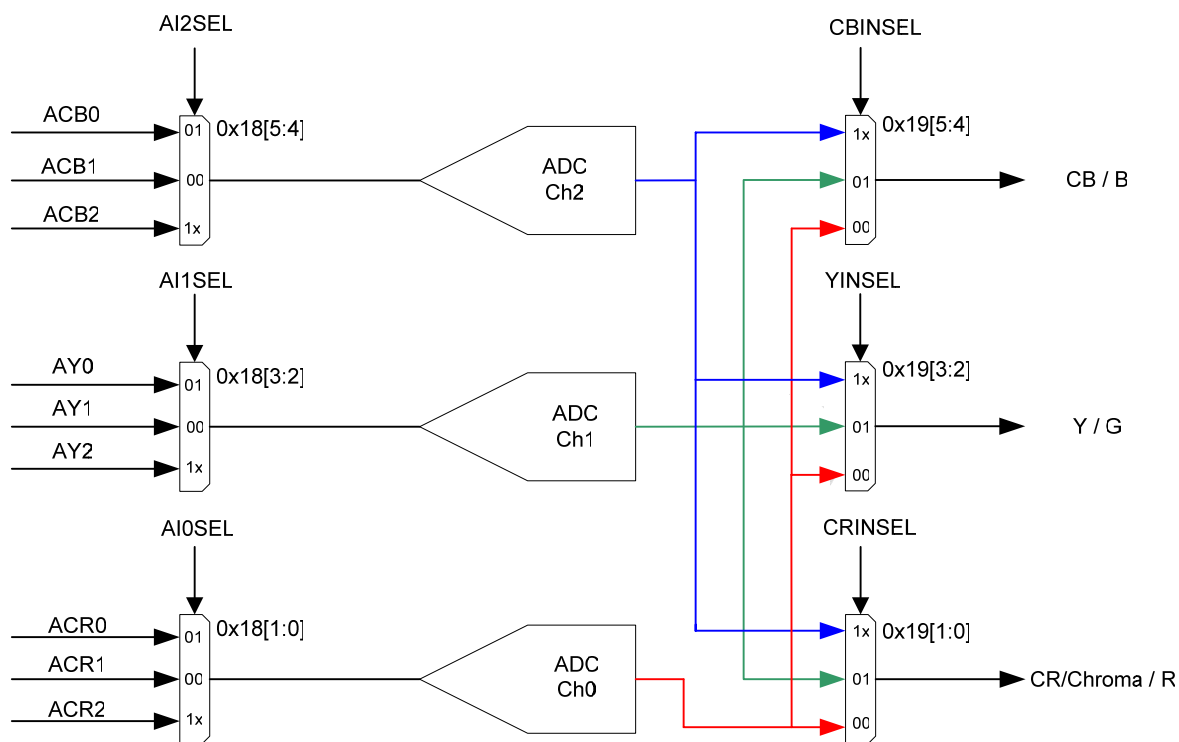 AI2SEL
CBINSEL
ACB0
01
0x18[5:4]
1x
0x19[5:4]
ACB1
00
ADC
Ch2
01
CB / B
ACB2
1x
00
AI1SEL
YINSEL
AY0
01
0x18[3:2]
1x
0x19[3:2]
AY1
00
ADC
Ch1
01
Y / G
AY2
1x
00
AI0SEL
CRINSEL
ACR0
01
0x18[1:0]
1x
0x19[1:0]
ACR1
00
ADC
Ch0
01
CR/Chroma / R
ACR2
1x
00